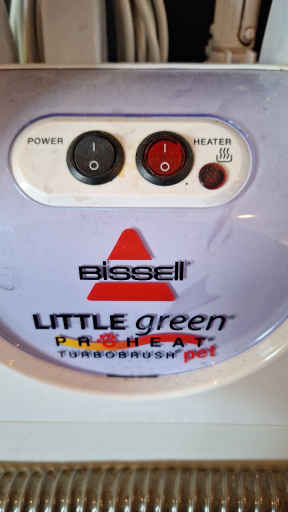 POWER HEATER
BISSELL
LITTLE green
PROHEAT
TURBOBRUSH pet